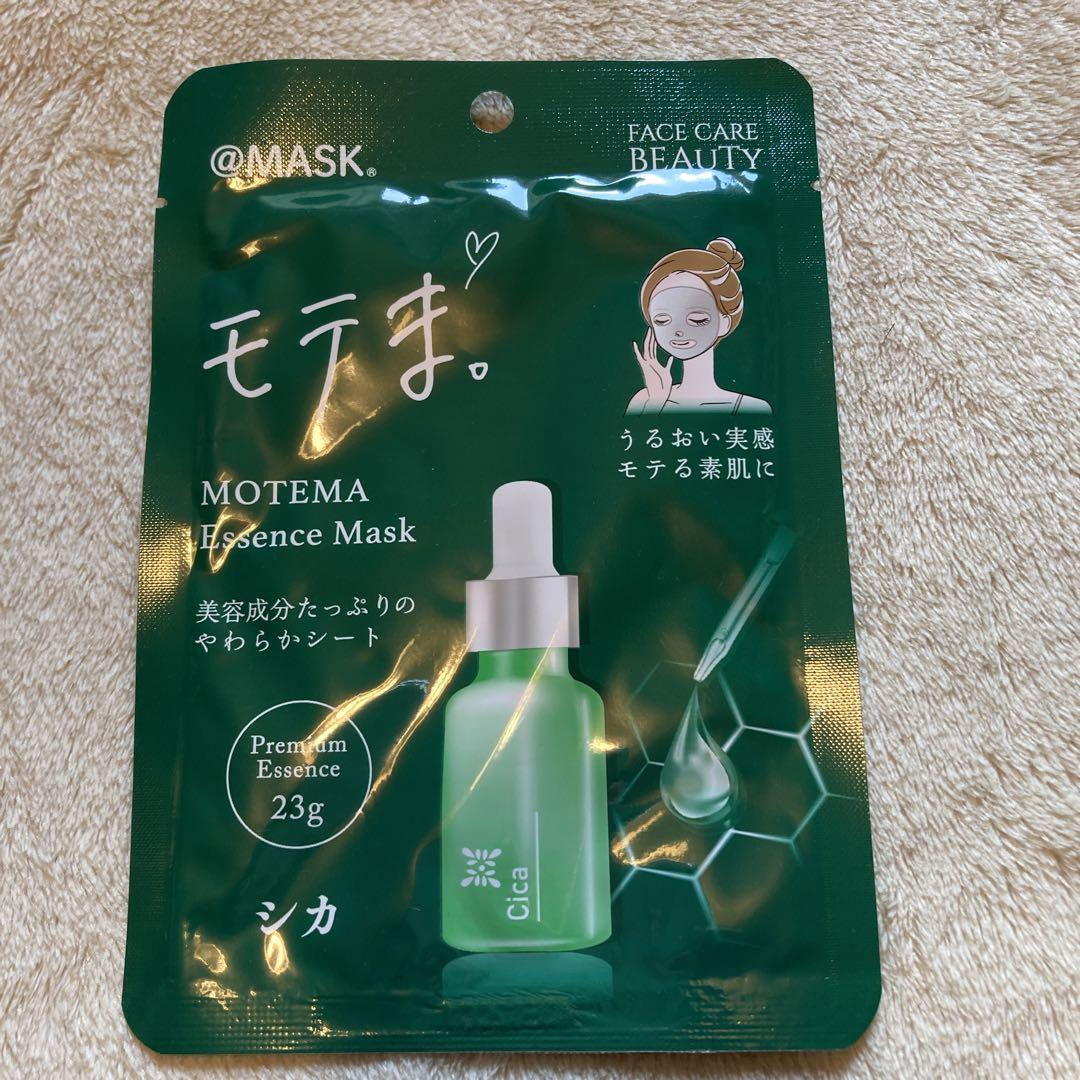 @MASK®
FACE CARE
BEAUTY
モテま。
うるおい実感
モテる素肌に
MOTEMA
Essence Mask
美容成分たっぷりの
やわらかシート
Premium
Essence
23g
Cica
シカ